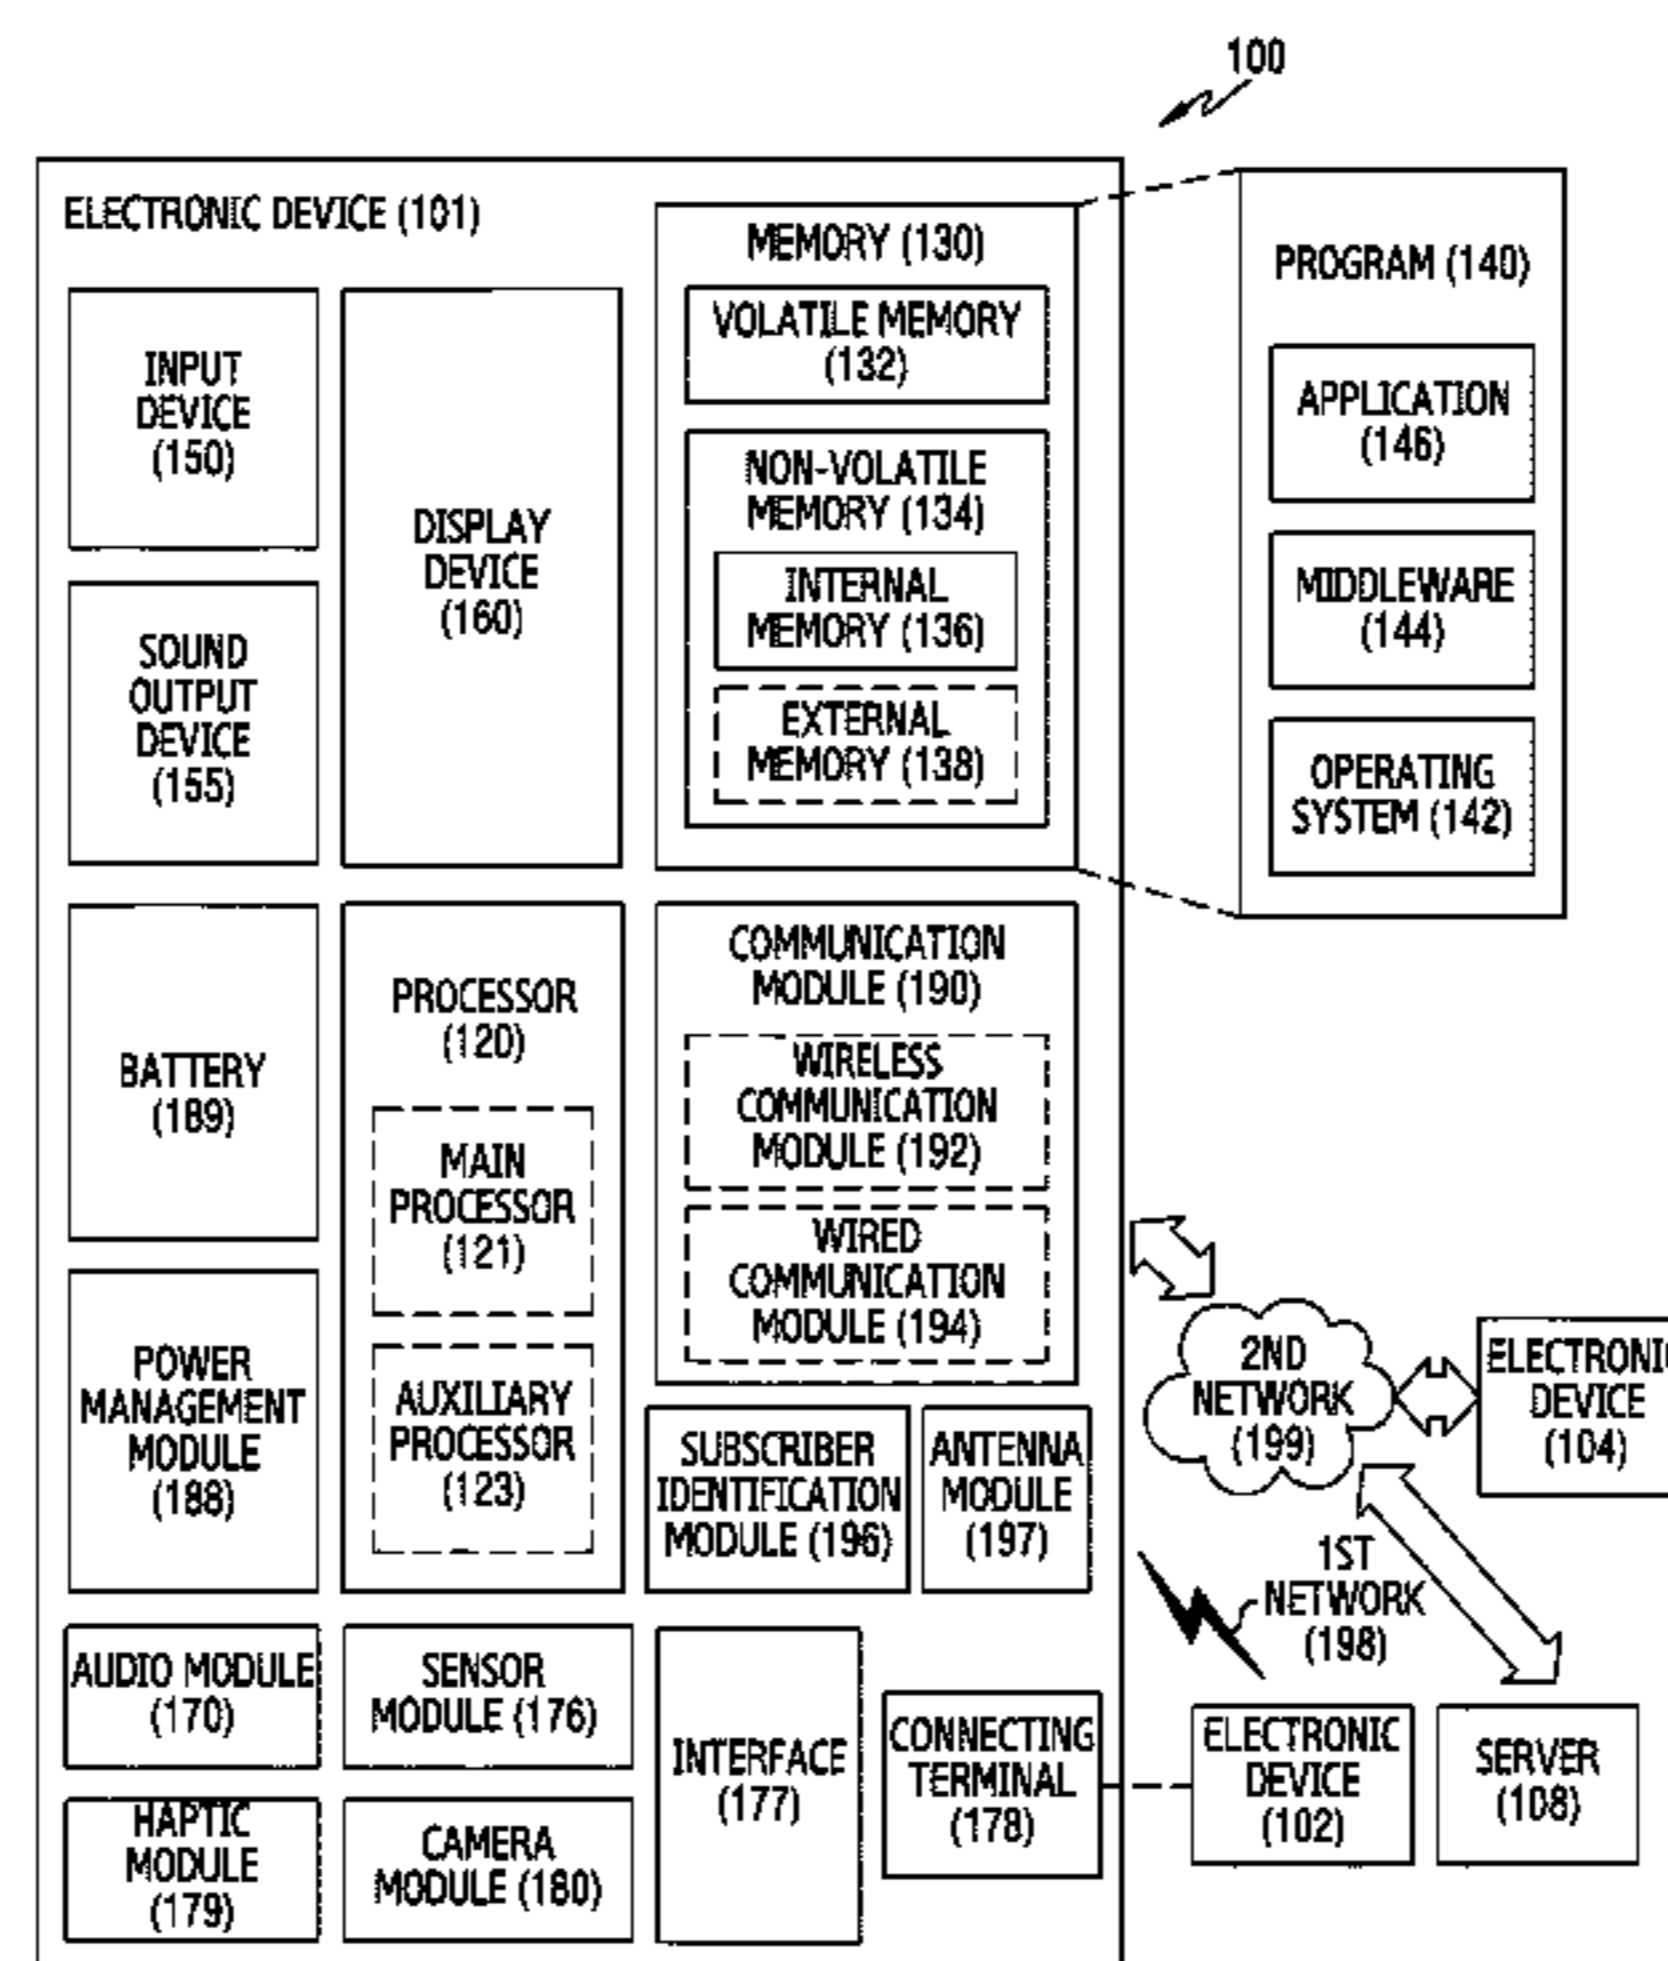 100
ELECTRONIC DEVICE (101)
INPUT
DEVICE
(150)
SOUND
OUTPUT
DEVICE
(155)
DISPLAY
DEVICE
(160)
MEMORY (130)
VOLATILE MEMORY
(132)
NON-VOLATILE
MEMORY (134)
INTERNAL
MEMORY (136)
EXTERNAL
MEMORY (138)
PROGRAM (140)
APPLICATION
(146)
MIDDLEWARE
(144)
OPERATING
SYSTEM (142)
BATTERY
(189)
POWER
MANAGEMENT
MODULE
(188)
PROCESSOR
(120)
MAIN
PROCESSOR
(121)
AUXILIARY
PROCESSOR
(123)
COMMUNICATION
MODULE (190)
WIRELESS
COMMUNICATION
MODULE (192)
WIRED
COMMUNICATION
MODULE (194)
SUBSCRIBER
IDENTIFICATION
MODULE (196)
ANTENNA
MODULE
(197)
2ND
NETWORK
(199)
ELECTRONIC
DEVICE
(104)
1ST
NETWORK
(198)
AUDIO MODULE
(170)
SENSOR
MODULE (176)
INTERFACE
(177)
CONNECTING
TERMINAL
(178)
ELECTRONIC
DEVICE
(102)
SERVER
(108)
HAPTIC
MODULE
(179)
CAMERA
MODULE (180)